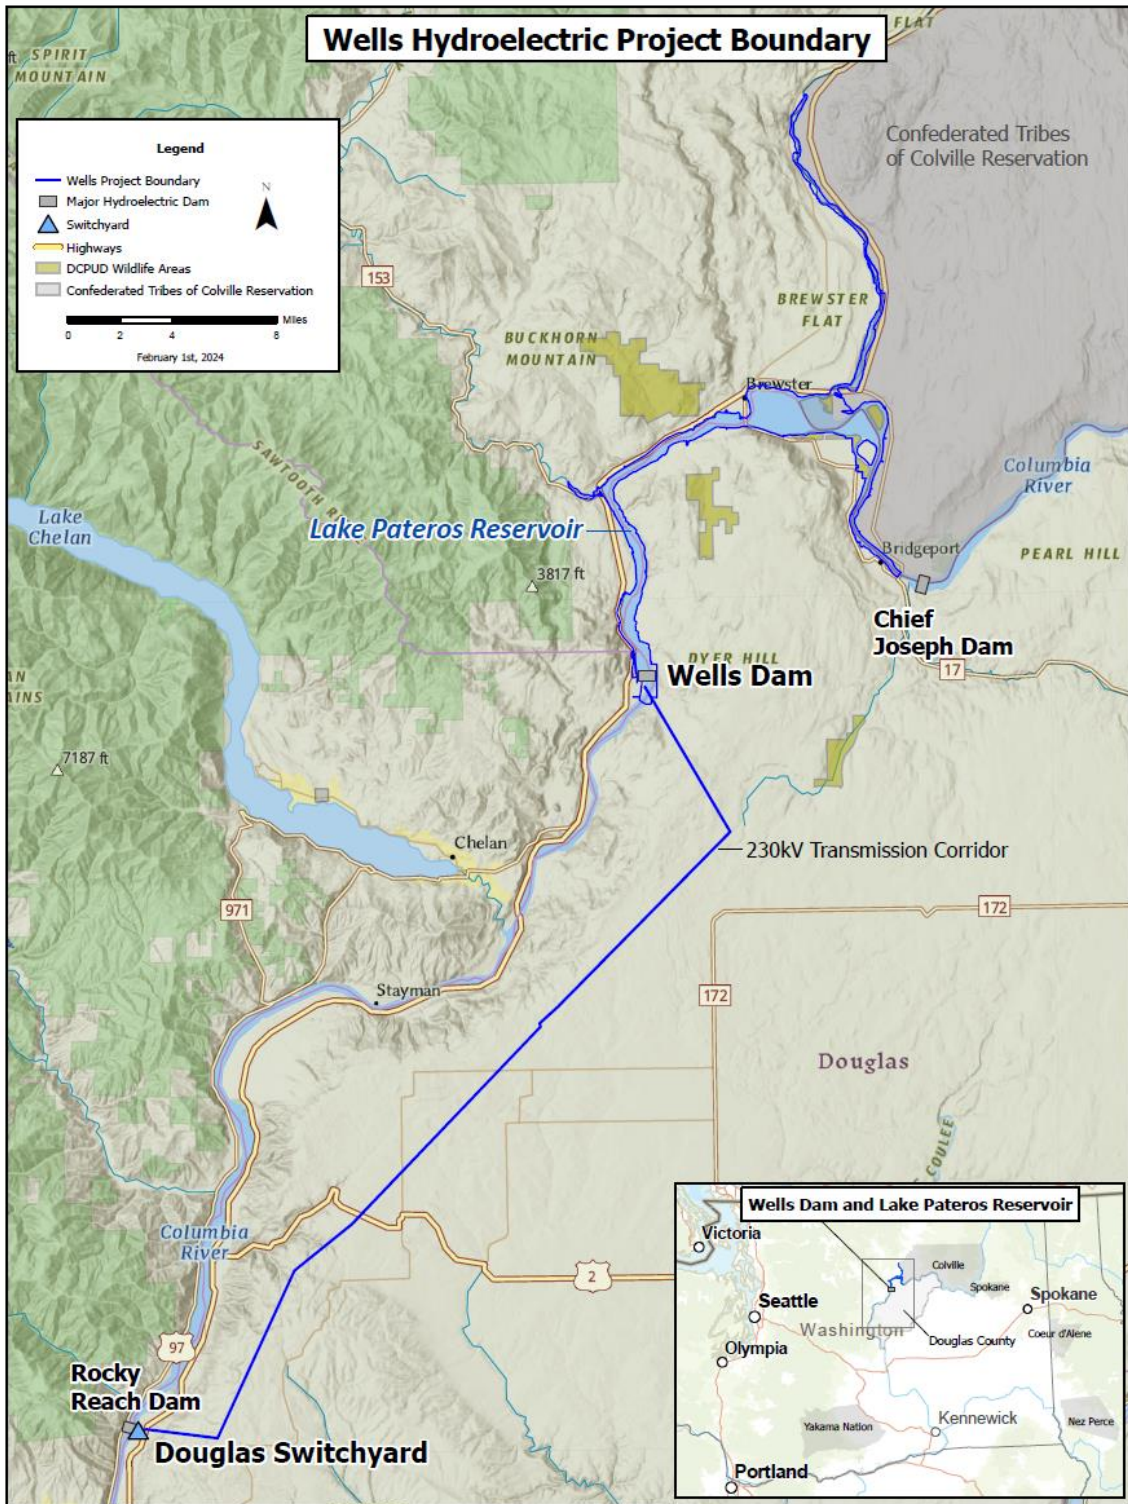 Wells Hydroelectric Project Boundary
FLAT
ft
SPIRIT
MOUNTAIN
Legend
Wells Project Boundary
Major Hydroelectric Dam
Switchyard
Highways
DCPUD Wildlife Areas
Confederated Tribes of Colville Reservation
N
Miles
0 2 4 8
February 1st, 2024
Confederated Tribes
of Colville Reservation
153
BREWSTER
FLAT
BUCKHORN
MOUNTAIN
Brewster
SAWTOOTH
Columbia
River
Lake
Chelan
Lake Pateros Reservoir
Bridgeport
PEARL HILL
3817 ft
Chief
Joseph Dam
DYER HILL
17
Wells Dam
AN
AINS
7187 ft
Chelan
230kV Transmission Corridor
971
172
Stayman
172
Douglas
COULEE
Columbia
River
2
97
Rocky
Reach Dam
Douglas Switchyard
Wells Dam and Lake Pateros Reservoir
Victoria
Colville
Spokane
Spokane
Seattle
Washington
Douglas County
Coeur d'Alene
Olympia
Yakama Nation
Kennewick
Nez Perce
Portland